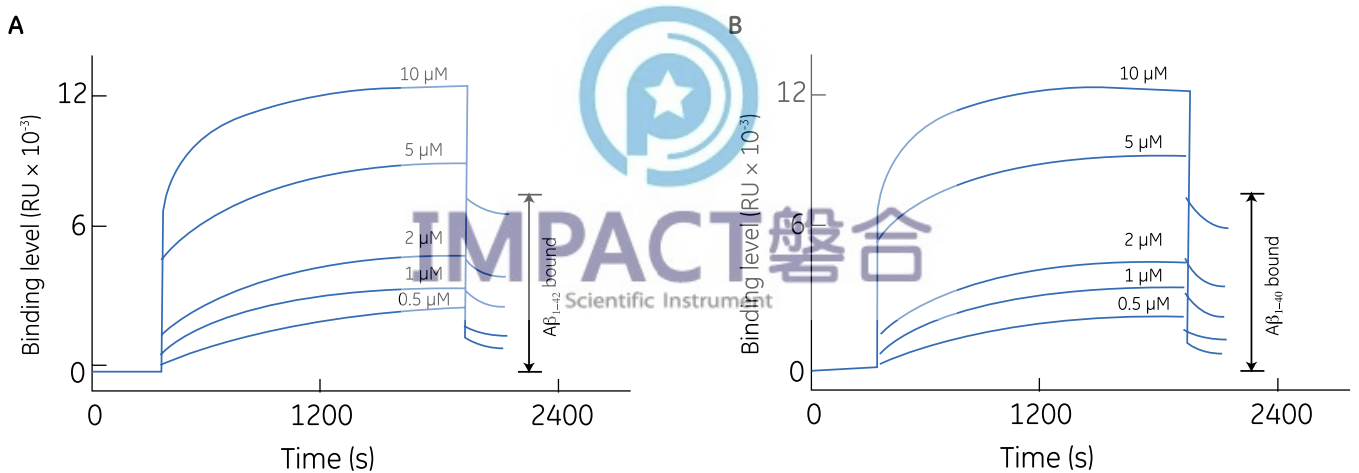 A
Binding level (RU × 10⁻³)
12
6
0
10 µM
5 µM
2 µM
1 µM
0.5 µM
Aβ₁₋₄₂ bound
0
1200
2400
Time (s)
B
Binding level (RU × 10⁻³)
12
6
0
10 µM
5 µM
2 µM
1 µM
0.5 µM
Aβ₁₋₄₀ bound
0
1200
2400
Time (s)
IMPACT磐合
Scientific Instrument